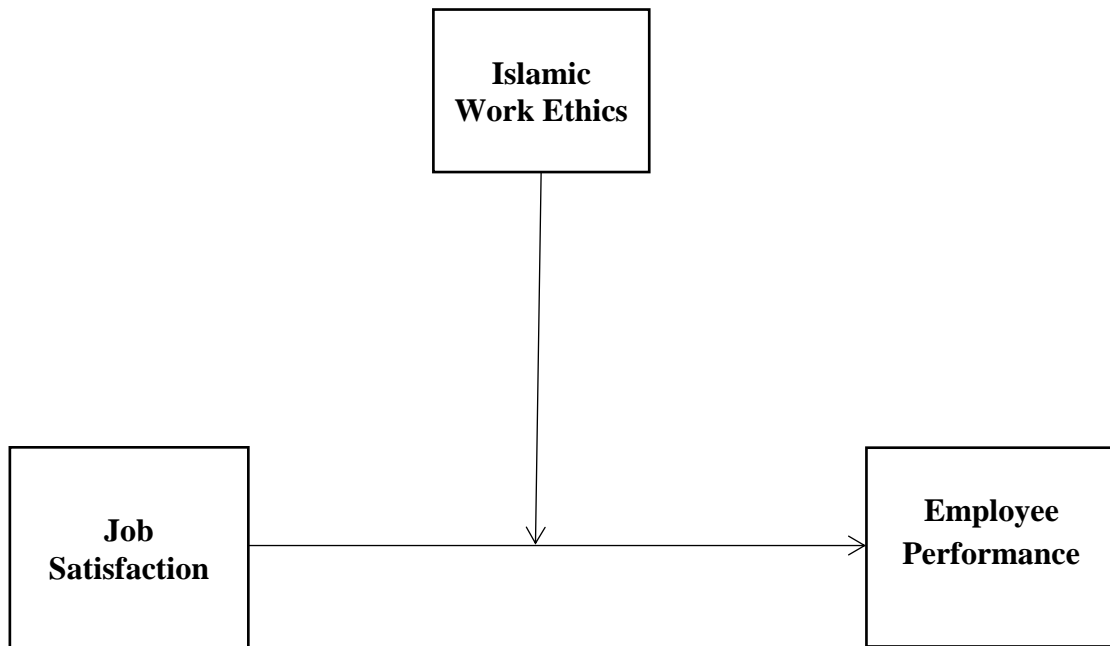 Islamic
Work Ethics
Job
Satisfaction
Employee
Performance